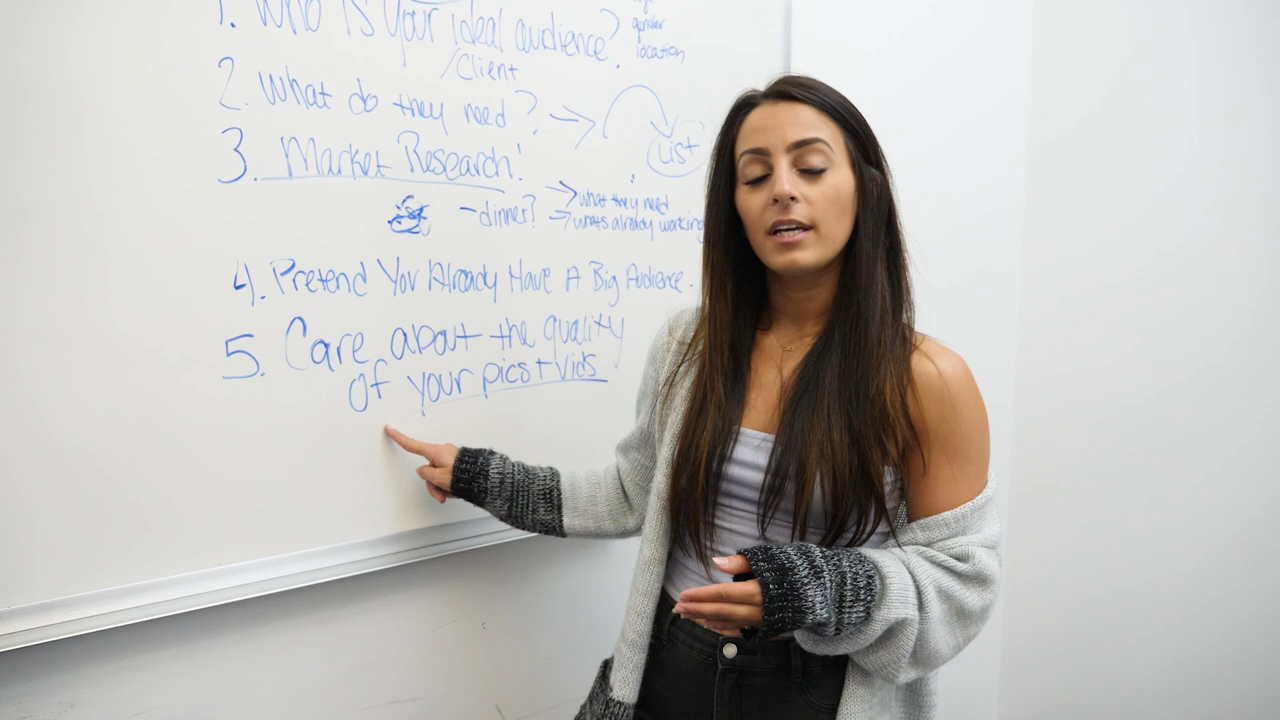 1. Who is your ideal audience?
gender
location
/Client
2. What do they need?
List
3. Market Research!
-dinner?
what they need
whats already working
4. Pretend You Already Have A Big Audience.
5. Care about the quality
of your pics + vids